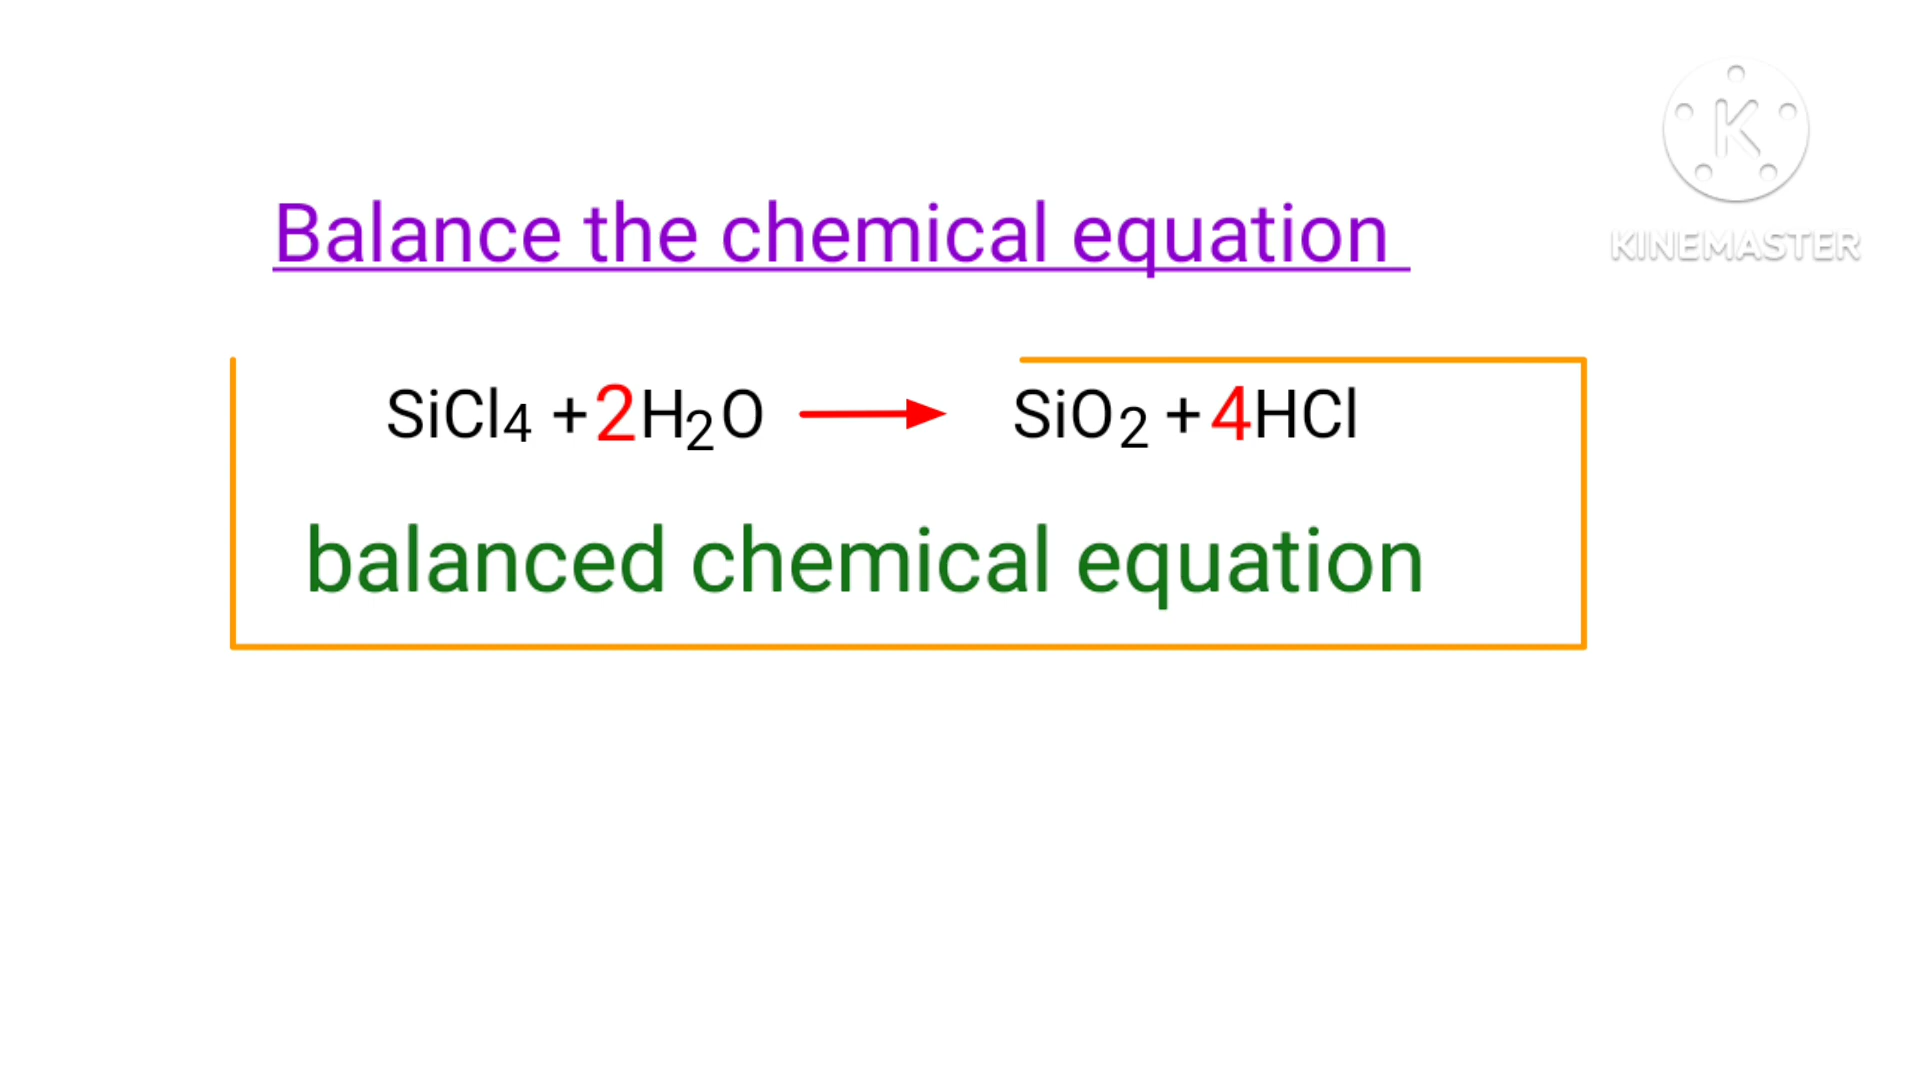 K
KINEMASTER
Balance the chemical equation
SiCl4 +2H2O → SiO2 +4HCl
balanced chemical equation